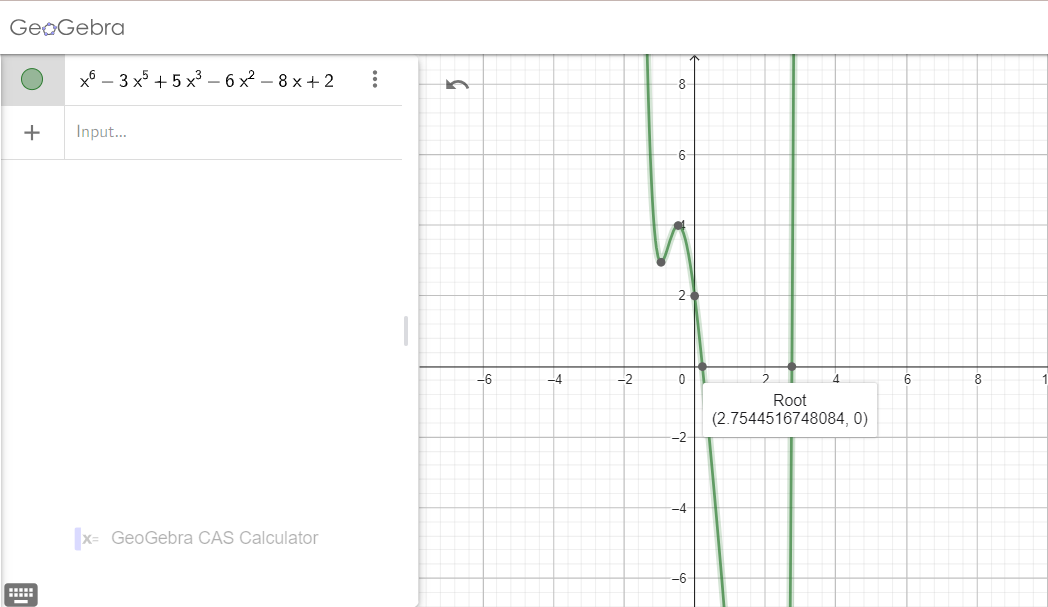 GeoGebra
x⁶ – 3 x⁵ + 5 x³ – 6 x² – 8 x + 2
+ Input...
8
6
4
2
–6 –4 –2 0 2 4 6 8 1
Root
(2.7544516748084, 0)
–2
–4
x= GeoGebra CAS Calculator
–6